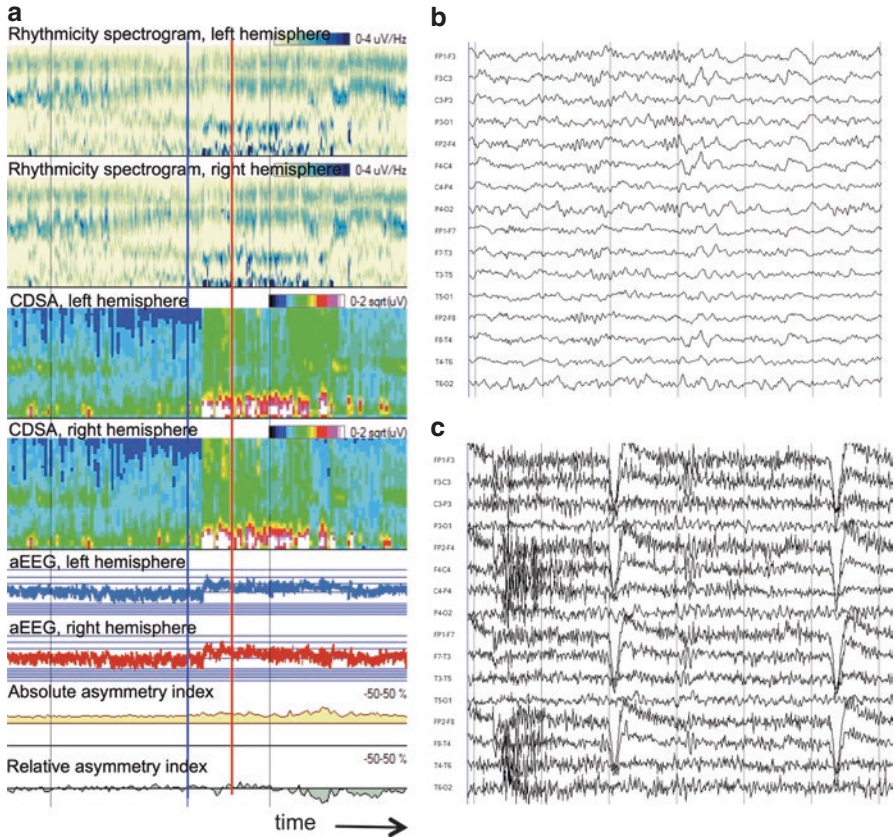 a
Rhythmicity spectrogram, left hemisphere
0-4 uV/Hz
Rhythmicity spectrogram, right hemisphere
0-4 uV/Hz
CDSA, left hemisphere
0-2 sqrt(uV)
CDSA, right hemisphere
0-2 sqrt(uV)
aEEG, left hemisphere
aEEG, right hemisphere
Absolute asymmetry index
-50-50 %
Relative asymmetry index
-50-50 %
time
b
FP1-F3
F3-C3
C3-P3
P3-O1
FP2-F4
F4-C4
C4-P4
P4-O2
FP1-F7
F7-T3
T3-T5
T5-O1
FP2-F8
F8-T4
T4-T6
T6-O2
c
FP1-F3
F3-C3
C3-P3
P3-O1
FP2-F4
F4-C4
C4-P4
P4-O2
FP1-F7
F7-T3
T3-T5
T5-O1
FP2-F8
F8-T4
T4-T6
T6-O2